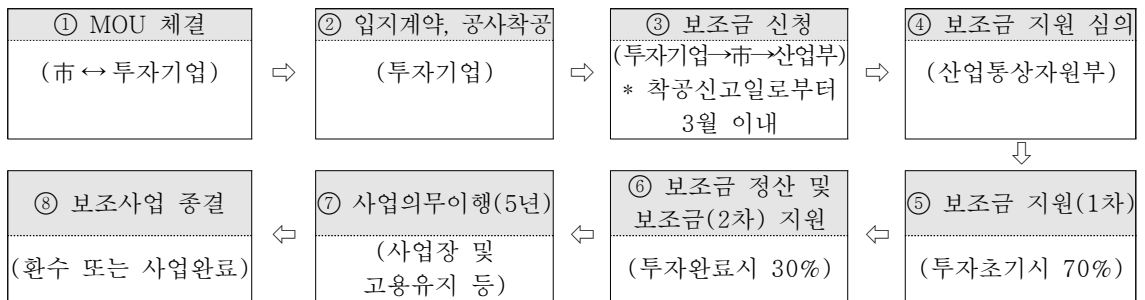 ① MOU 체결
(市 ↔ 투자기업)
⇨
② 입지계약, 공사착공
(투자기업)
⇨
③ 보조금 신청
(투자기업→市→산업부)
* 착공신고일로부터
3월 이내
⇨
④ 보조금 지원 심의
(산업통상자원부)
⇩
⑤ 보조금 지원(1차)
(투자초기시 70%)
⇦
⑥ 보조금 정산 및
보조금(2차) 지원
(투자완료시 30%)
⇦
⑦ 사업의무이행(5년)
(사업장 및
고용유지 등)
⇦
⑧ 보조사업 종결
(환수 또는 사업완료)